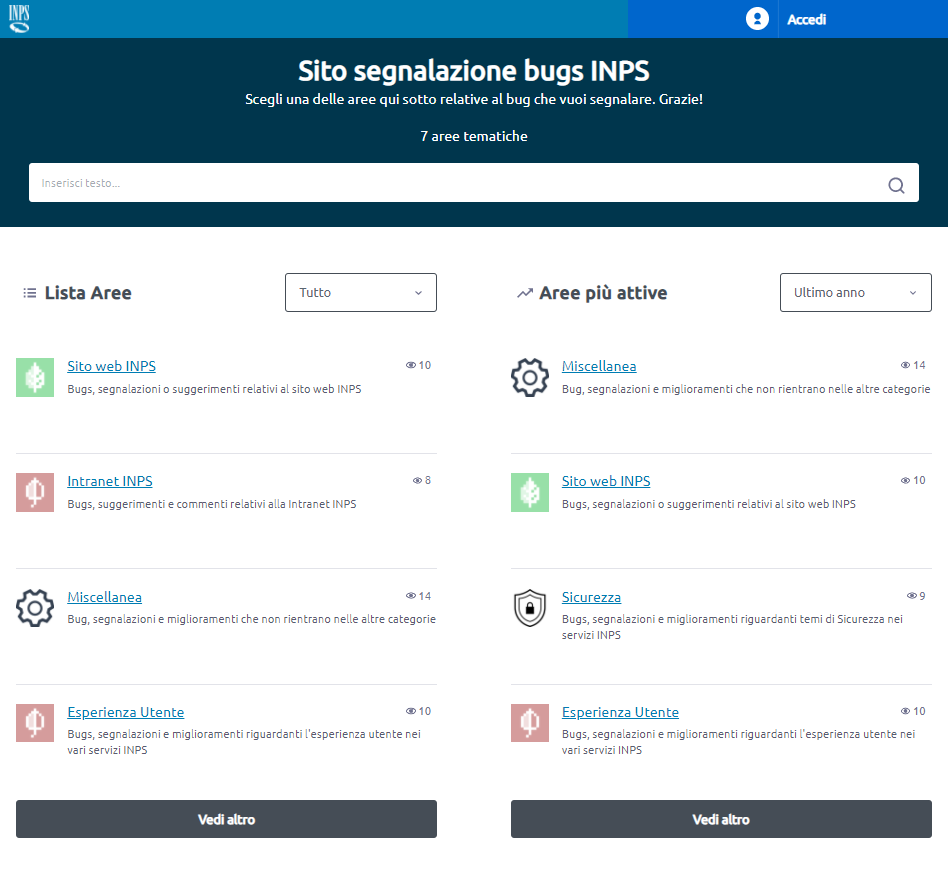 INPS
Accedi
Sito segnalazione bugs INPS
Scegli una delle aree qui sotto relative al bug che vuoi segnalare. Grazie!
7 aree tematiche
Inserisci testo...
Lista Aree
Tutto
Sito web INPS
10
Bugs, segnalazioni o suggerimenti relativi al sito web INPS
Intranet INPS
8
Bugs, suggerimenti e commenti relativi alla Intranet INPS
Miscellanea
14
Bug, segnalazioni e miglioramenti che non rientrano nelle altre categorie
Esperienza Utente
10
Bugs, segnalazioni e miglioramenti riguardanti l'esperienza utente nei
vari servizi INPS
Vedi altro
Aree più attive
Ultimo anno
Miscellanea
14
Bug, segnalazioni e miglioramenti che non rientrano nelle altre categorie
Sito web INPS
10
Bugs, segnalazioni o suggerimenti relativi al sito web INPS
Sicurezza
9
Bugs, segnalazioni e miglioramenti riguardanti temi di Sicurezza nei
servizi INPS
Esperienza Utente
10
Bugs, segnalazioni e miglioramenti riguardanti l'esperienza utente nei
vari servizi INPS
Vedi altro